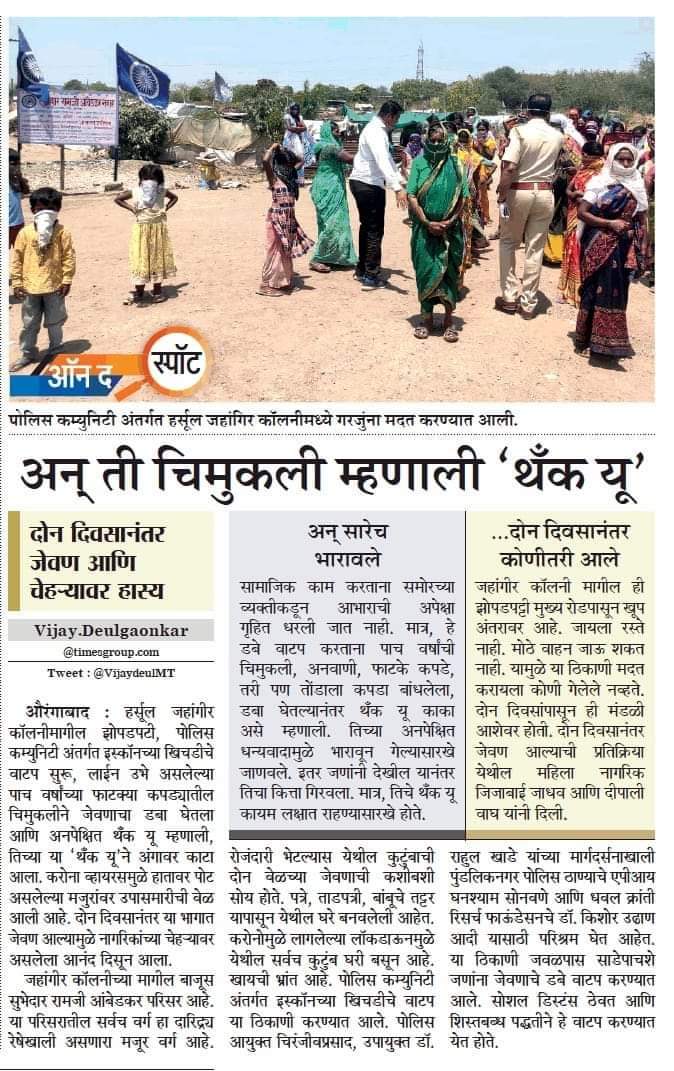 रामजी आंबेडकर नगर
ऑन द
स्पॉट
पोलिस कम्युनिटी अंतर्गत हर्सूल जहांगिर कॉलनीमध्ये गरजुंना मदत करण्यात आली.
अन् ती चिमुकली म्हणाली ‘थँक यू’
दोन दिवसानंतर
जेवण आणि
चेहऱ्यावर हास्य
Vijay.Deulgaonkar
@timesgroup.com
Tweet : @VijaydeulMT
औरंगाबाद : हर्सूल जहांगीर
कॉलनीमागील झोपडपटी, पोलिस
कम्युनिटी अंतर्गत इस्कॉनच्या खिचडीचे
वाटप सुरू, लाईन उभे असलेल्या
पाच वर्षांच्या फाटक्या कपड्यातील
चिमुकलीने जेवणाचा डबा घेतला
आणि अनपेक्षित थँक यू म्हणाली,
तिच्या या ‘थँक यू’ने अंगावर काटा
आला. करोना व्हायरसमुळे हातावर पोट
असलेल्या मजुरांवर उपासमारीची वेळ
आली आहे. दोन दिवसानंतर या भागात
जेवण आल्यामुळे नागरिकांच्या चेहऱ्यावर
असलेला आनंद दिसून आला.
जहांगीर कॉलनीच्या मागील बाजूस
सुभेदार रामजी आंबेडकर परिसर आहे.
या परिसरातील सर्वच वर्ग हा दारिद्र्य
रेषेखाली असणारा मजूर वर्ग आहे.
अन् सारेच
भारावले
सामाजिक काम करताना समोरच्या
व्यक्तीकडून आभाराची अपेक्षा
गृहित धरली जात नाही. मात्र, हे
डबे वाटप करताना पाच वर्षांची
चिमुकली, अनवाणी, फाटके कपडे,
तरी पण तोंडाला कपडा बांधलेला,
डबा घेतल्यानंतर थँक यू काका
असे म्हणाली. तिच्या अनपेक्षित
धन्यवादामुळे भारावून गेल्यासारखे
जाणवले. इतर जणांनी देखील यानंतर
तिचा कित्ता गिरवला. मात्र, तिचे थँक यू
कायम लक्षात राहण्यासारखे होते.
...दोन दिवसानंतर
कोणीतरी आले
जहांगीर कॉलनी मागील ही
झोपडपट्टी मुख्य रोडपासून खूप
अंतरावर आहे. जायला रस्ते
नाही. मोठे वाहन जाऊ शकत
नाही. यामुळे या ठिकाणी मदत
करायला कोणी गेलेले नव्हते.
दोन दिवसांपासून ही मंडळी
आशेवर होती. दोन दिवसानंतर
जेवण आल्याची प्रतिक्रिया
येथील महिला नागरिक
जिजाबाई जाधव आणि दीपाली
वाघ यांनी दिली.
रोजंदारी भेटल्यास येथील कुटुंबाची
दोन वेळच्या जेवणाची कशीबशी
सोय होते. पत्रे, ताडपत्री, बांबूचे तट्टर
यापासून येथील घरे बनवलेली आहेत.
करोनोमुळे लागलेल्या लॉकडाऊनमुळे
येथील सर्वच कुटुंब घरी बसून आहे.
खायची भ्रांत आहे. पोलिस कम्युनिटी
अंतर्गत इस्कॉनच्या खिचडीचे वाटप
या ठिकाणी करण्यात आले. पोलिस
आयुक्त चिरंजीवप्रसाद, उपायुक्त डॉ.
राहुल खाडे यांच्या मार्गदर्सनाखाली
पुंडलिकनगर पोलिस ठाण्याचे एपीआय
घनश्याम सोनवणे आणि धवल क्रांती
रिसर्च फाऊंडेसनचे डॉ. किशोर उढाण
आदी यासाठी परिश्रम घेत आहेत.
या ठिकाणी जवळपास साडेपाचशे
जणांना जेवणाचे डबे वाटप करण्यात
आले. सोशल डिस्टंस ठेवत आणि
शिस्तबध्ध पद्धतीने हे वाटप करण्यात
येत होते.